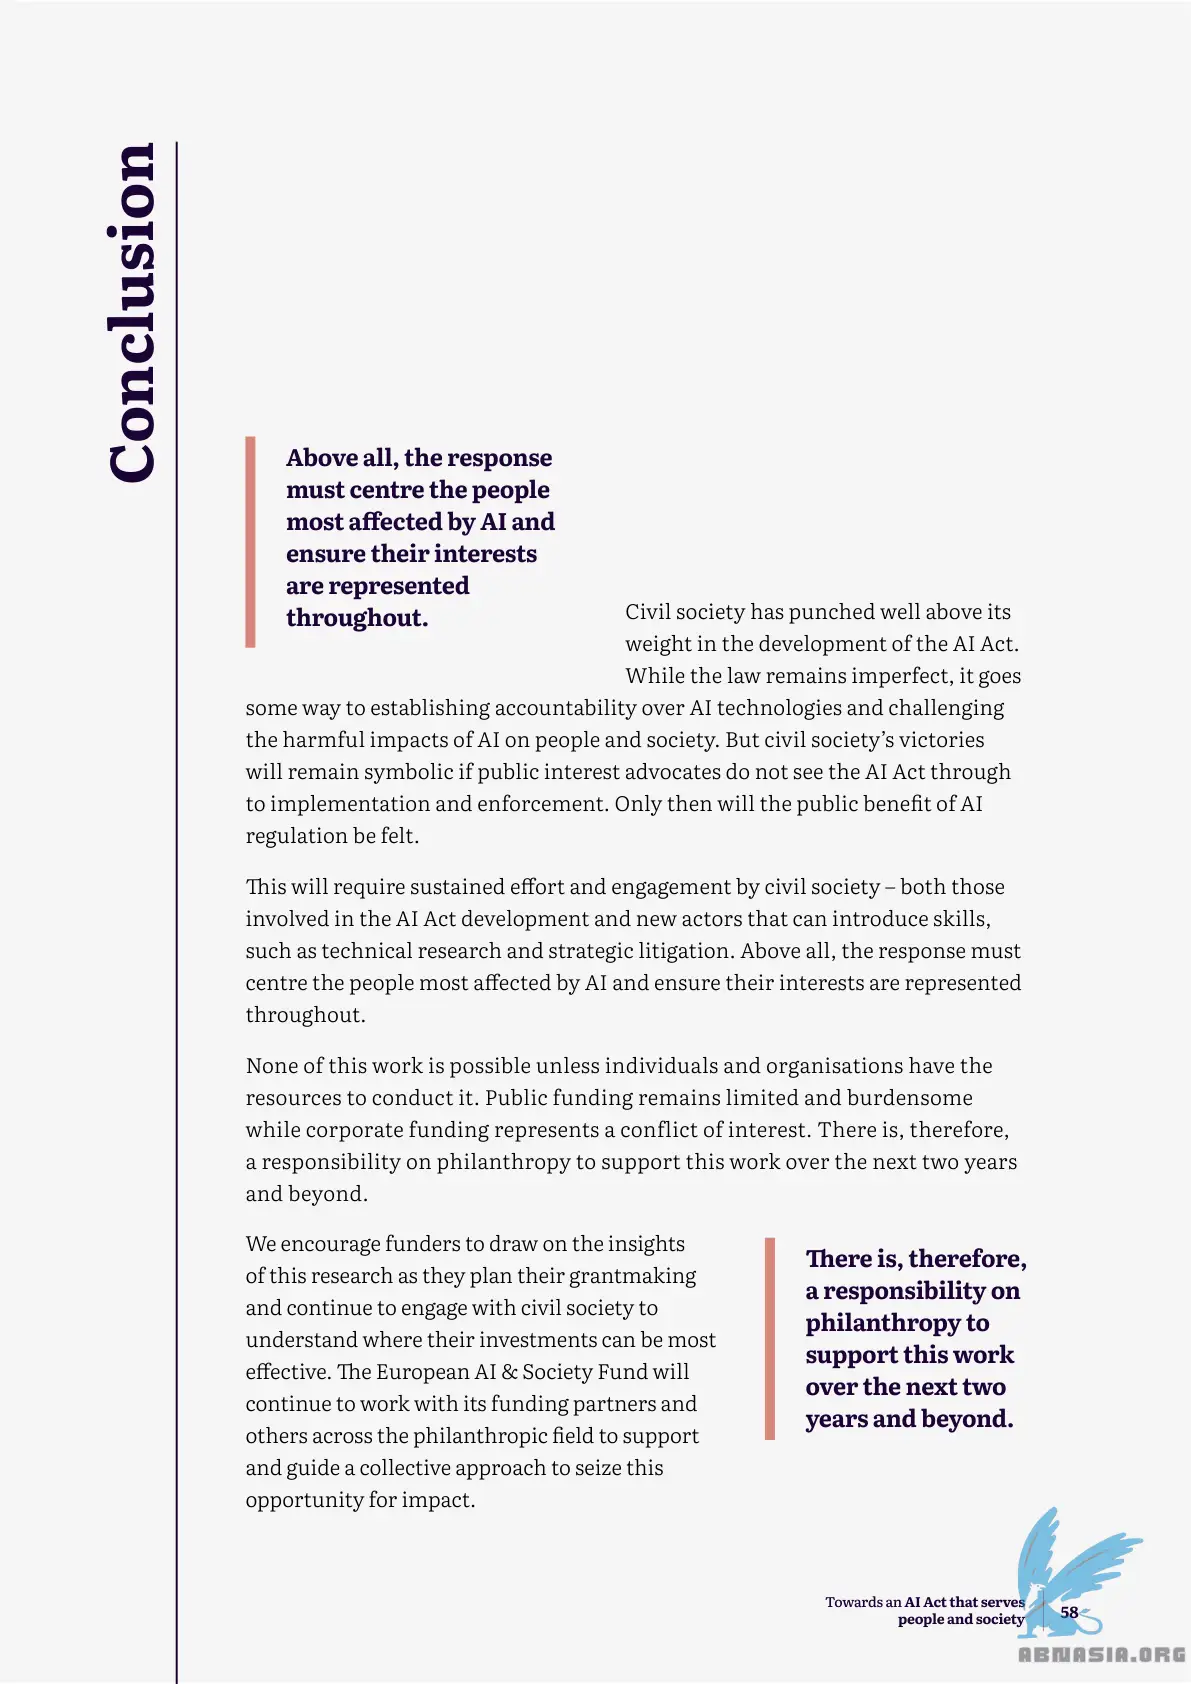 Conclusion
Above all, the response
must centre the people
most affected by AI and
ensure their interests
are represented
throughout.
Civil society has punched well above its
weight in the development of the AI Act.
While the law remains imperfect, it goes
some way to establishing accountability over AI technologies and challenging
the harmful impacts of AI on people and society. But civil society’s victories
will remain symbolic if public interest advocates do not see the AI Act through
to implementation and enforcement. Only then will the public benefit of AI
regulation be felt.
This will require sustained effort and engagement by civil society – both those
involved in the AI Act development and new actors that can introduce skills,
such as technical research and strategic litigation. Above all, the response must
centre the people most affected by AI and ensure their interests are represented
throughout.
None of this work is possible unless individuals and organisations have the
resources to conduct it. Public funding remains limited and burdensome
while corporate funding represents a conflict of interest. There is, therefore,
a responsibility on philanthropy to support this work over the next two years
and beyond.
We encourage funders to draw on the insights
of this research as they plan their grantmaking
and continue to engage with civil society to
understand where their investments can be most
effective. The European AI & Society Fund will
continue to work with its funding partners and
others across the philanthropic field to support
and guide a collective approach to seize this
opportunity for impact.
There is, therefore,
a responsibility on
philanthropy to
support this work
over the next two
years and beyond.
Towards an AI Act that serves
people and society
58
ABNASIA.ORG